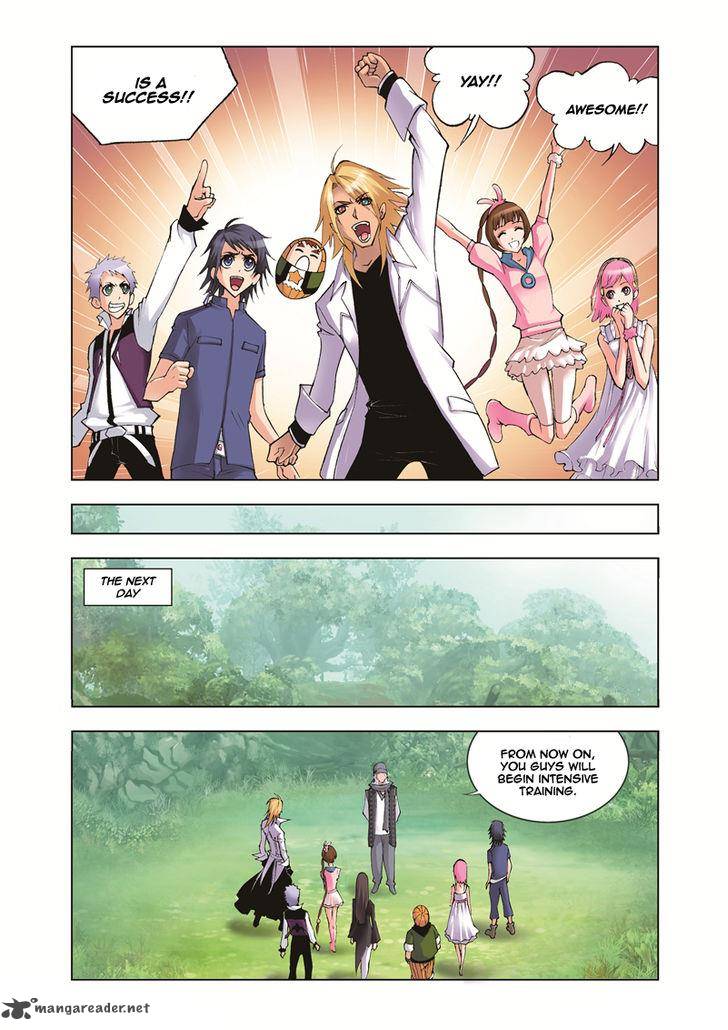 IS A
SUCCESS!!
YAY!!
AWESOME!!
THE NEXT
DAY
FROM NOW ON,
YOU GUYS WILL
BEGIN INTENSIVE
TRAINING.
mangareader.net